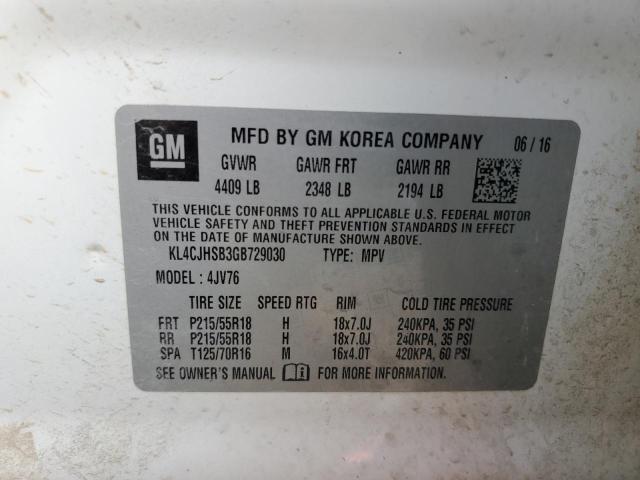 GM MFD BY GM KOREA COMPANY 06 / 16
GVWR GAWR FRT GAWR RR
4409 LB 2348 LB 2194 LB
THIS VEHICLE CONFORMS TO ALL APPLICABLE U.S. FEDERAL MOTOR
VEHICLE SAFETY AND THEFT PREVENTION STANDARDS IN EFFECT
ON THE DATE OF MANUFACTURE SHOWN ABOVE.
KL4CJHSB3GB729030 TYPE: MPV
MODEL : 4JV76
TIRE SIZE SPEED RTG RIM COLD TIRE PRESSURE
FRT P215/55R18 H 18x7.0J 240KPA, 35 PSI
RR P215/55R18 H 18x7.0J 240KPA, 35 PSI
SPA T125/70R16 M 16x4.0T 420KPA, 60 PSI
SEE OWNER'S MANUAL FOR MORE INFORMATION